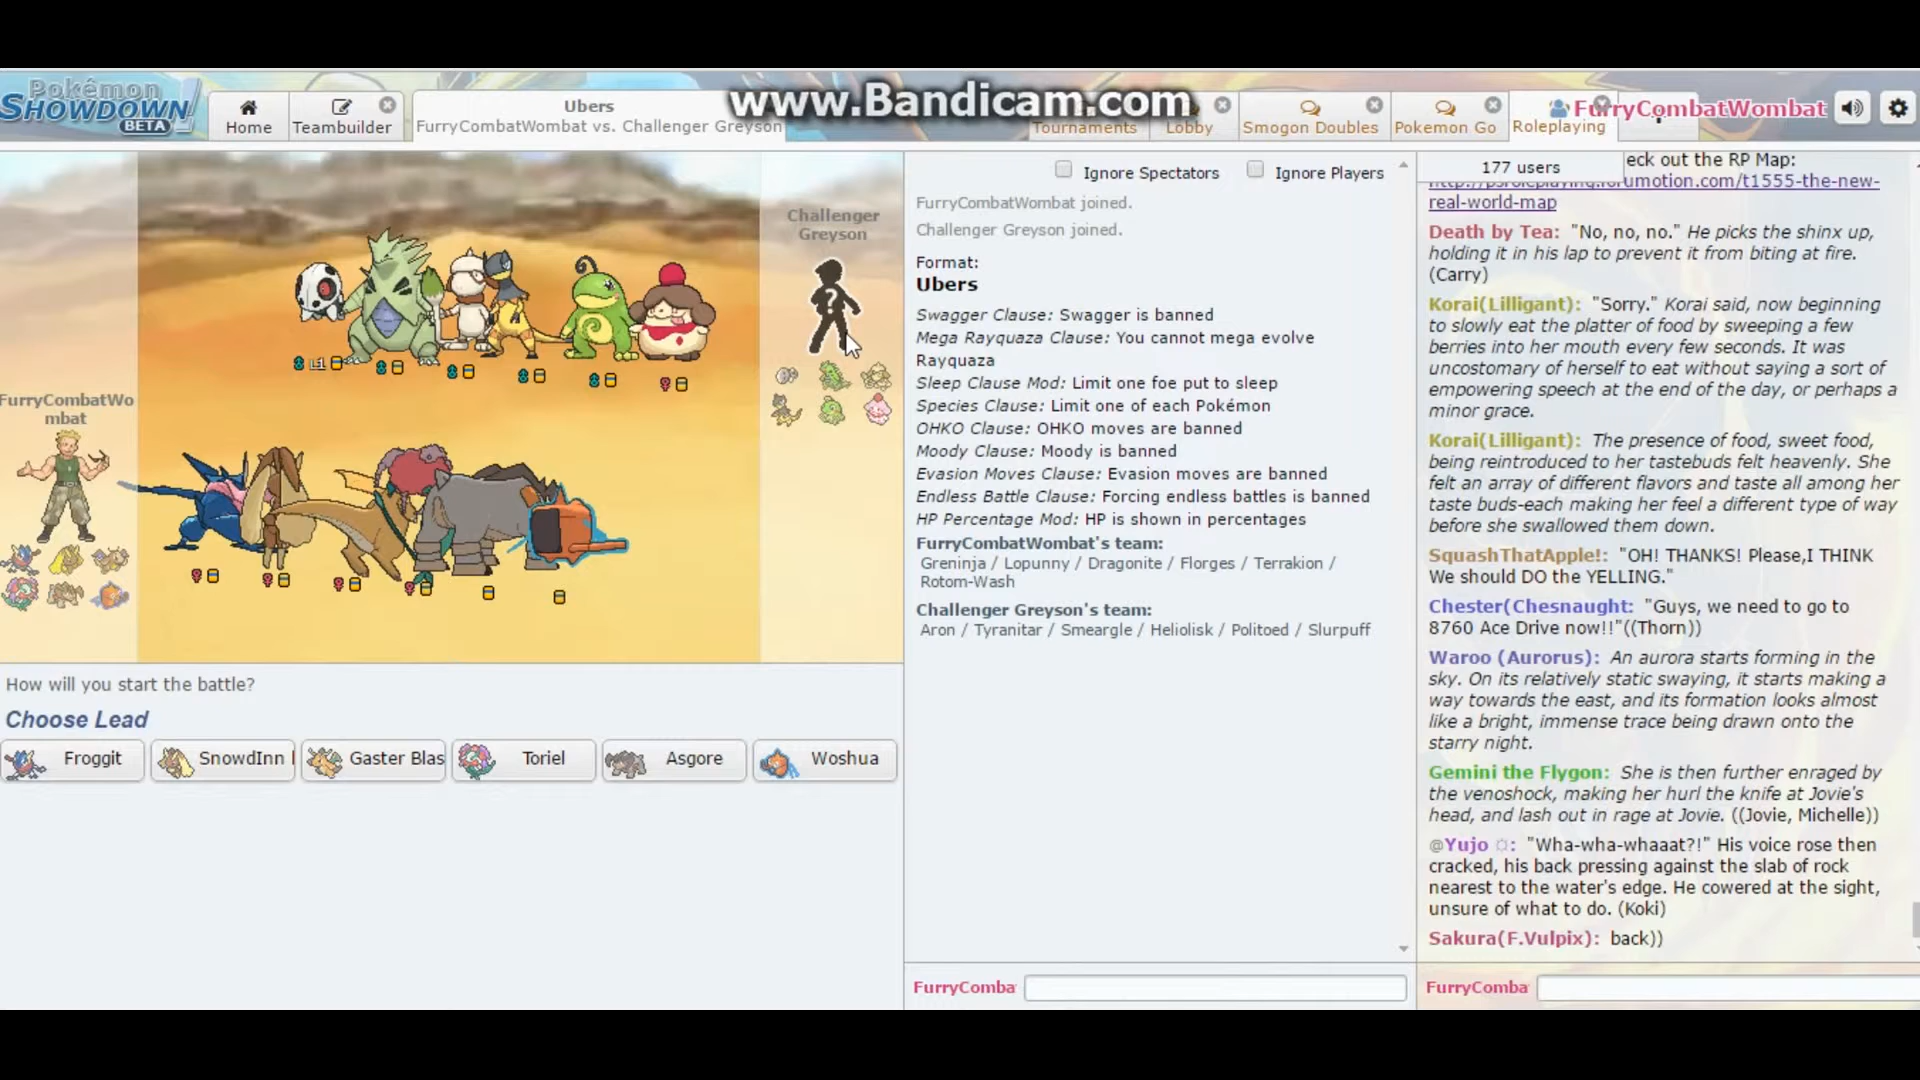 www.Bandicam.com
Pokémon
SHOWDOWN!
BETA
Home
Teambuilder
Ubers
FurryCombatWombat vs. Challenger Greyson
Tournaments
Lobby
Smogon Doubles
Pokemon Go
Roleplaying
FurryCombatWombat
Challenger
Greyson
L1
FurryCombatWo
mbat
How will you start the battle?
Choose Lead
Froggit
SnowdInn
Gaster Blas
Toriel
Asgore
Woshua
Ignore Spectators
Ignore Players
FurryCombatWombat joined.
Challenger Greyson joined.
Format:
Ubers
Swagger Clause: Swagger is banned
Mega Rayquaza Clause: You cannot mega evolve
Rayquaza
Sleep Clause Mod: Limit one foe put to sleep
Species Clause: Limit one of each Pokémon
OHKO Clause: OHKO moves are banned
Moody Clause: Moody is banned
Evasion Moves Clause: Evasion moves are banned
Endless Battle Clause: Forcing endless battles is banned
HP Percentage Mod: HP is shown in percentages
FurryCombatWombat's team:
Greninja / Lopunny / Dragonite / Florges / Terrakion /
Rotom-Wash
Challenger Greyson's team:
Aron / Tyranitar / Smeargle / Heliolisk / Politoed / Slurpuff
FurryComba
177 users
eck out the RP Map:
http://psroleplaying.forumotion.com/t1555-the-new-
real-world-map
Death by Tea: "No, no, no." He picks the shinx up,
holding it in his lap to prevent it from biting at fire.
(Carry)
Korai(Lilligant): "Sorry." Korai said, now beginning
to slowly eat the platter of food by sweeping a few
berries into her mouth every few seconds. It was
uncostomary of herself to eat without saying a sort of
empowering speech at the end of the day, or perhaps a
minor grace.
Korai(Lilligant): The presence of food, sweet food,
being reintroduced to her tastebuds felt heavenly. She
felt an array of different flavors and taste all among her
taste buds-each making her feel a different type of way
before she swallowed them down.
SquashThatApple!: "OH! THANKS! Please,I THINK
We should DO the YELLING."
Chester(Chesnaught: "Guys, we need to go to
8760 Ace Drive now!!"((Thorn))
Waroo (Aurorus): An aurora starts forming in the
sky. On its relatively static swaying, it starts making a
way towards the east, and its formation looks almost
like a bright, immense trace being drawn onto the
starry night.
Gemini the Flygon: She is then further enraged by
the venoshock, making her hurl the knife at Jovie's
head, and lash out in rage at Jovie. ((Jovie, Michelle))
@Yujo ☼: "Wha-wha-whaaat?!" His voice rose then
cracked, his back pressing against the slab of rock
nearest to the water's edge. He cowered at the sight,
unsure of what to do. (Koki)
Sakura(F.Vulpix): back))
FurryComba